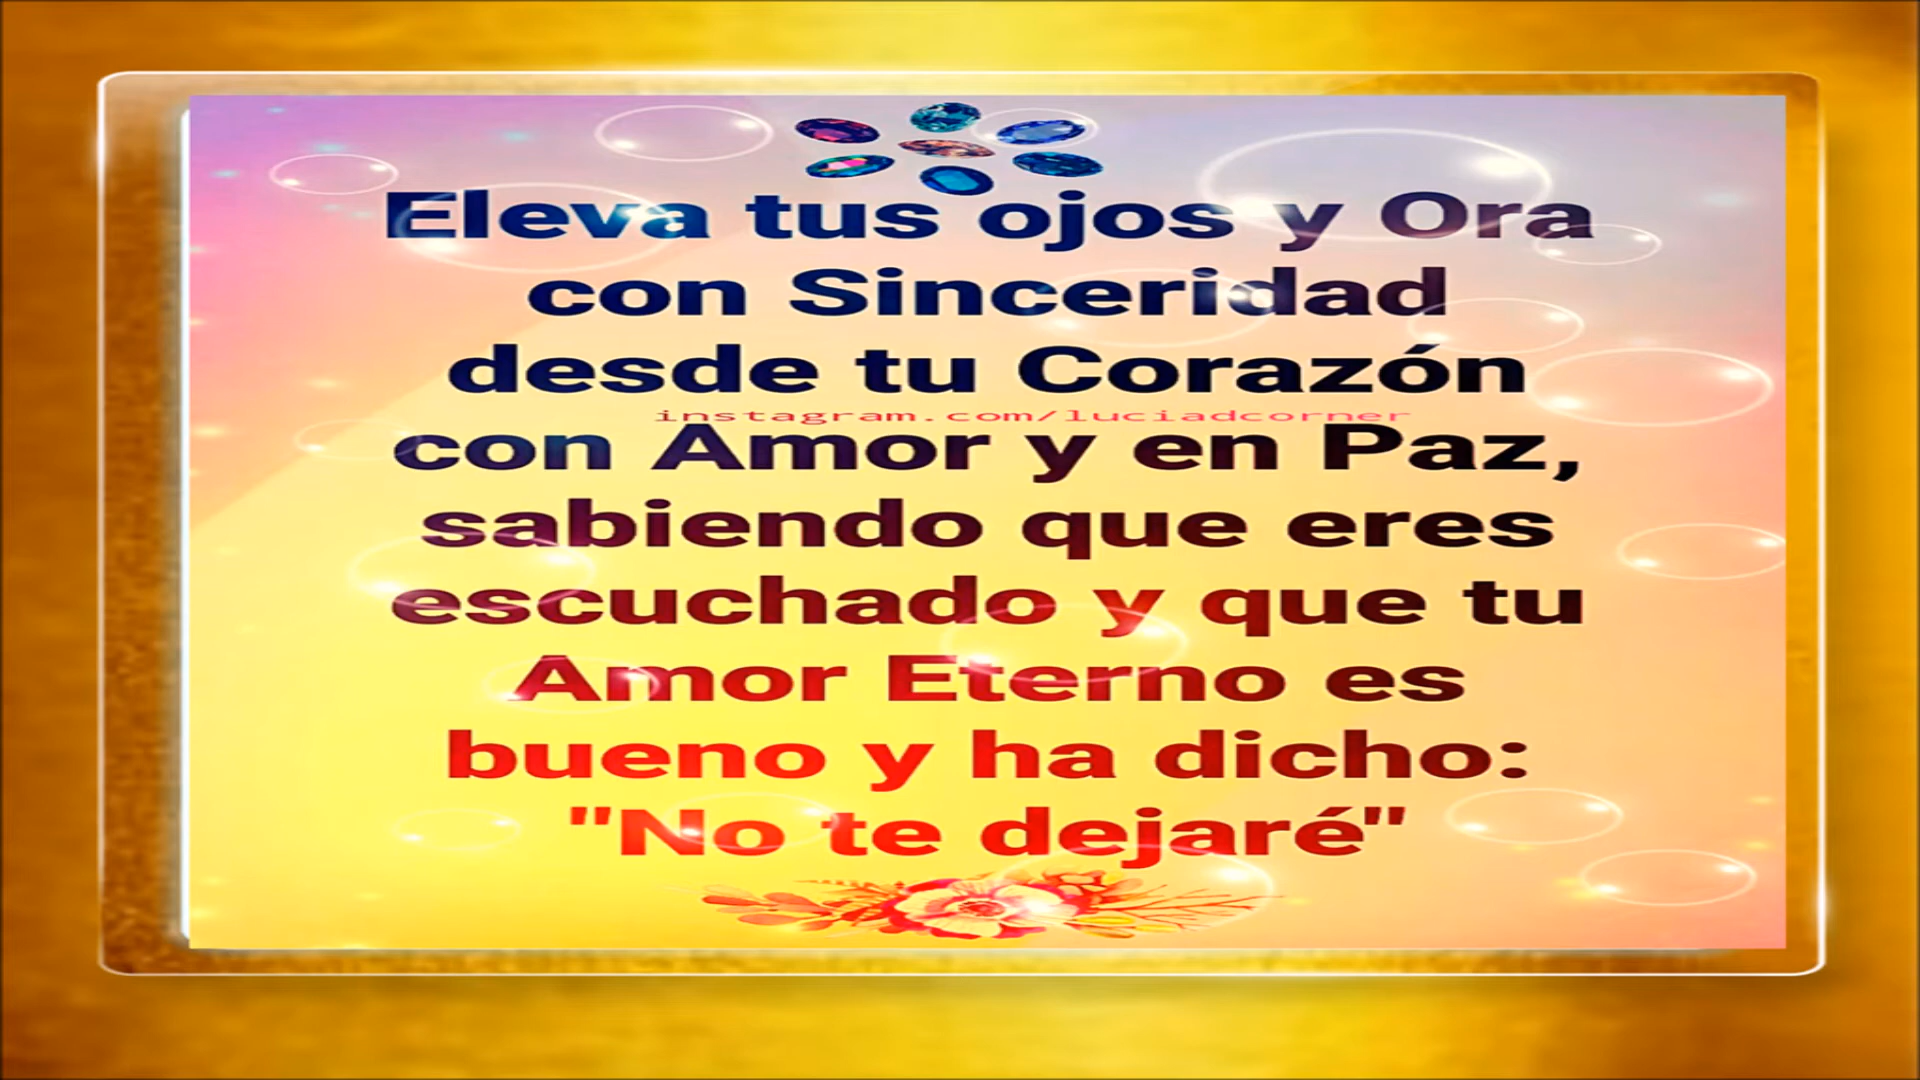 Eleva tus ojos y Ora
con Sinceridad
desde tu Corazón
instagram.com/luciadcorner
con Amor y en Paz,
sabiendo que eres
escuchado y que tu
Amor Eterno es
bueno y ha dicho:
"No te dejaré"